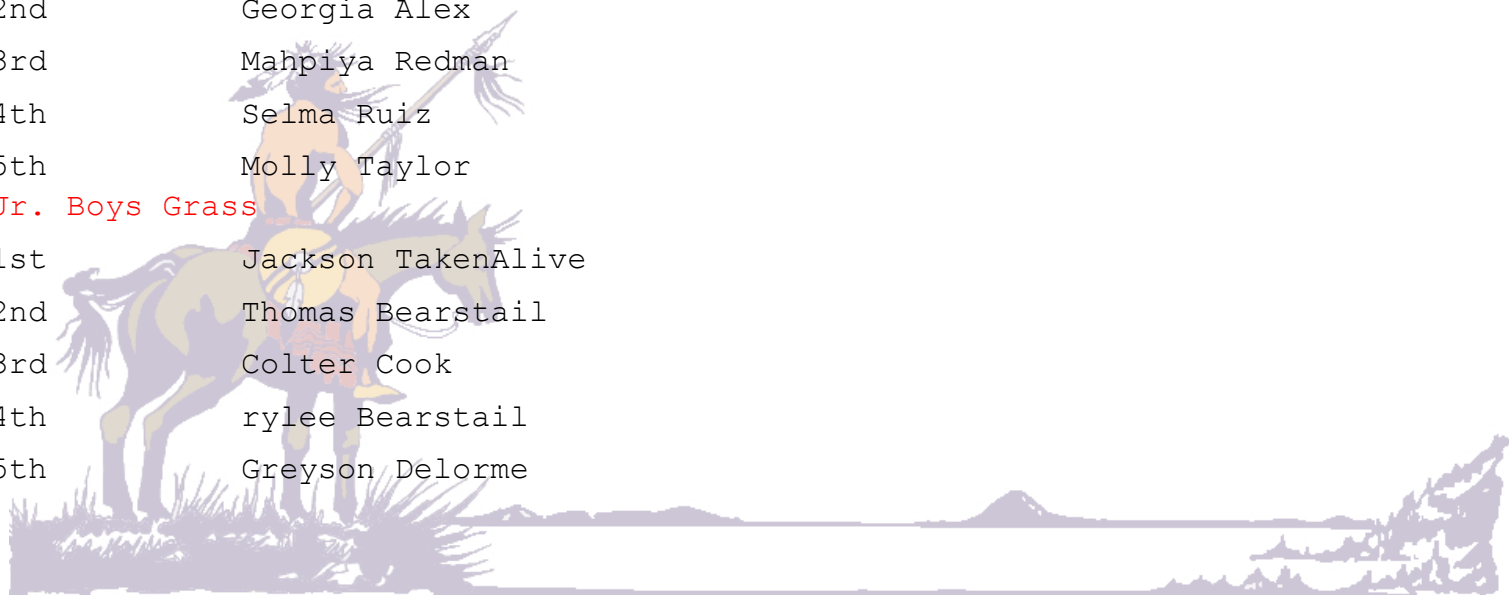 2nd Georgia Alex
3rd Mahpiya Redman
4th Selma Ruiz
5th Molly Taylor
Jr. Boys Grass
1st Jackson TakenAlive
2nd Thomas Bearstail
3rd Colter Cook
4th rylee Bearstail
5th Greyson Delorme